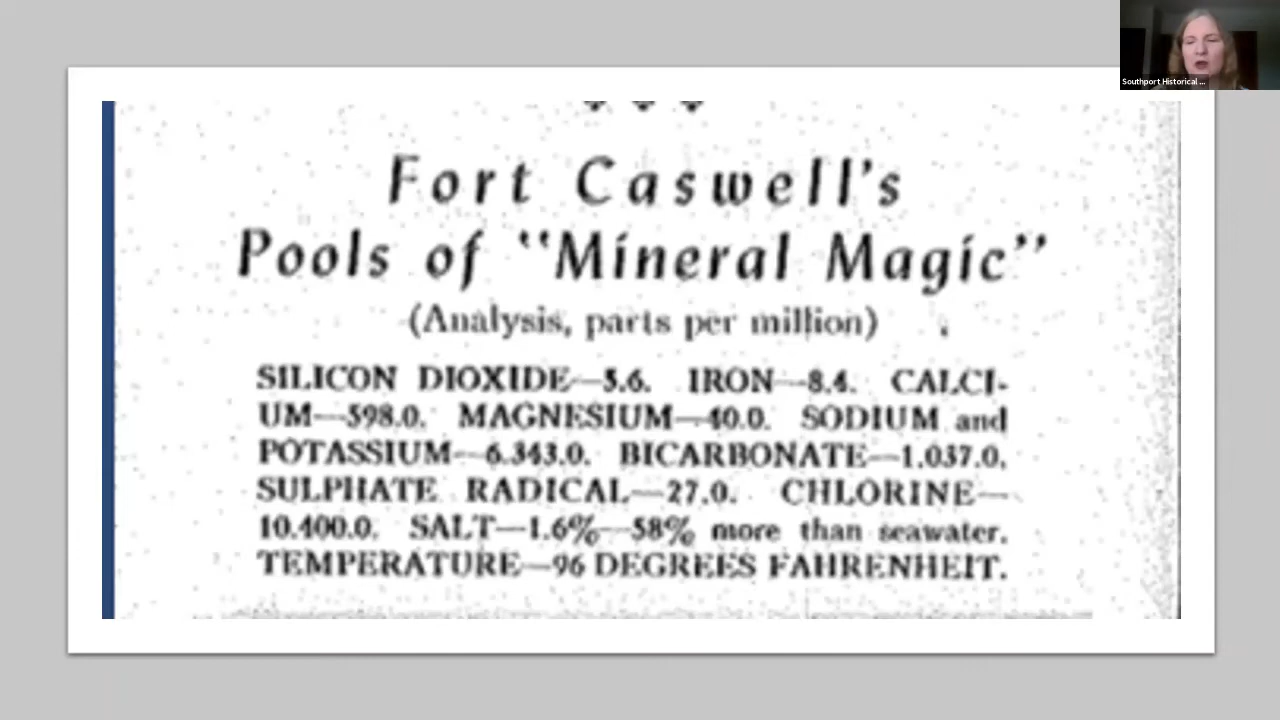 Southport Historical ...
Fort Caswell's
Pools of "Mineral Magic"
(Analysis, parts per million)
SILICON DIOXIDE—5.6. IRON—8.4. CALCI-
UM—598.0. MAGNESIUM—40.0. SODIUM and
POTASSIUM—6.343.0. BICARBONATE—1.037.0.
SULPHATE RADICAL—27.0. CHLORINE—
10.400.0. SALT—1.6%—58% more than seawater.
TEMPERATURE—96 DEGREES FAHRENHEIT.